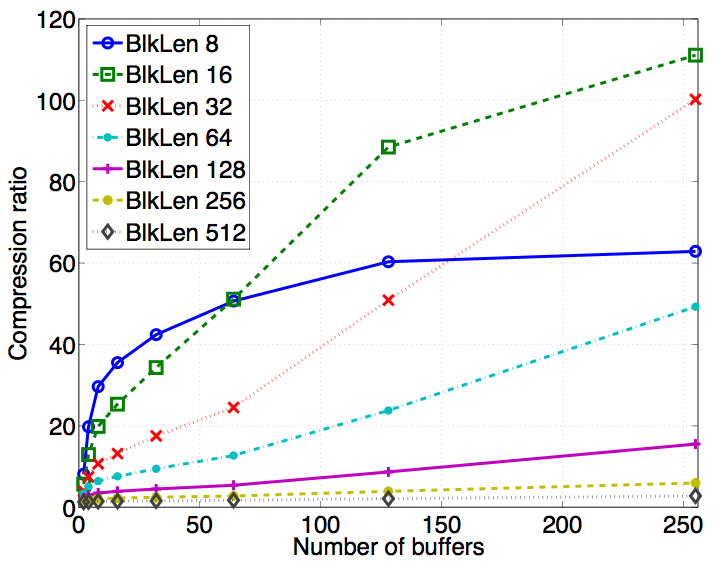 120
100
80
60
40
20
0
Compression ratio
BlkLen 8
BlkLen 16
BlkLen 32
BlkLen 64
BlkLen 128
BlkLen 256
BlkLen 512
0 50 100 150 200 250
Number of buffers